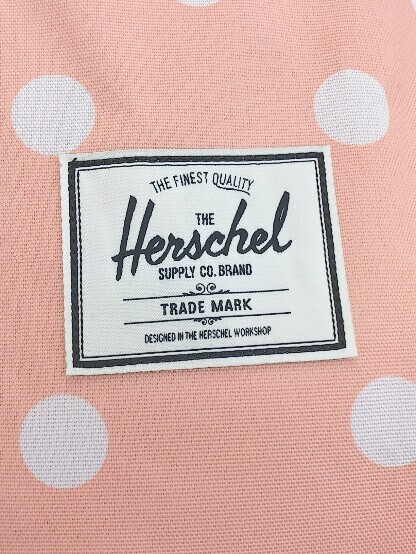 THE FINEST QUALITY
THE
Herschel
SUPPLY CO. BRAND
TRADE MARK
DESIGNED IN THE HERSCHEL WORKSHOP